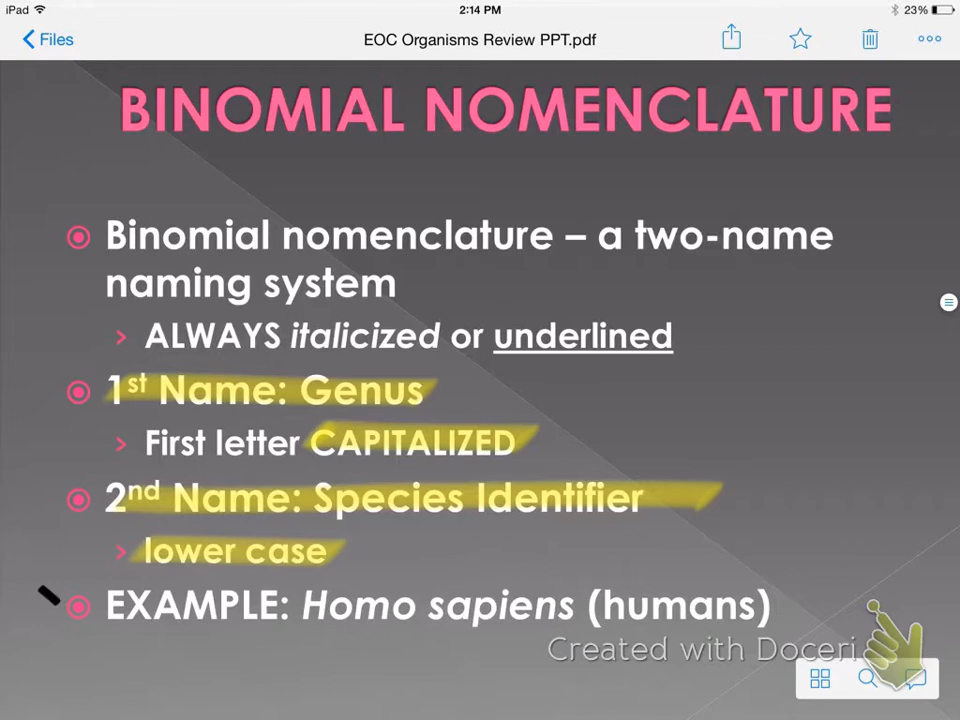 iPad 2:14 PM 23%
Files EOC Organisms Review PPT.pdf
BINOMIAL NOMENCLATURE
Binomial nomenclature – a two-name
naming system
ALWAYS italicized or underlined
1st Name: Genus
First letter CAPITALIZED
2nd Name: Species Identifier
lower case
EXAMPLE: Homo sapiens (humans)
Created with Doceri